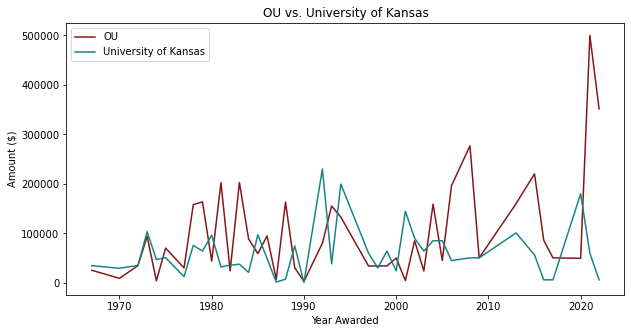 OU vs. University of Kansas
OU
University of Kansas
Amount ($)
500000
400000
300000
200000
100000
0
1970
1980
1990
2000
2010
2020
Year Awarded